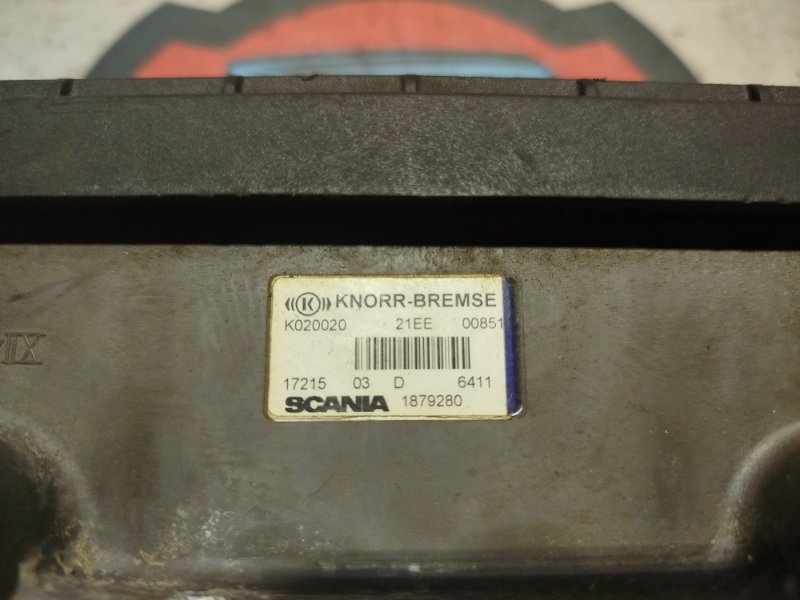 ((K)) KNORR-BREMSE
K020020 21EE 00851
17215 03 D 6411
SCANIA 1879280